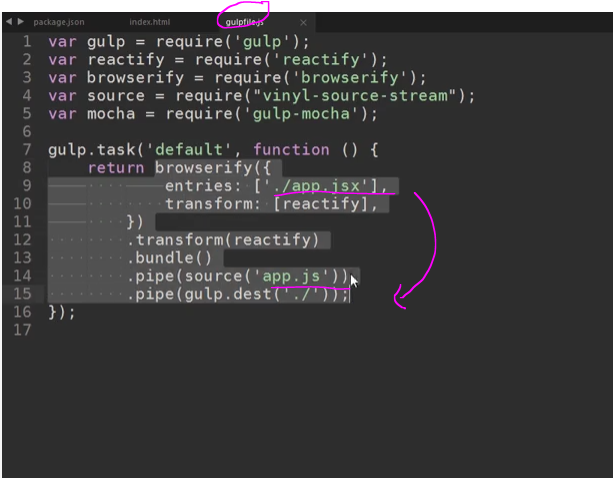 package.json index.html gulpfile.js ×
1 var gulp = require('gulp');
2 var reactify = require('reactify');
3 var browserify = require('browserify');
4 var source = require("vinyl-source-stream");
5 var mocha = require('gulp-mocha');
6
7 gulp.task('default', function () {
8 return browserify({
9 entries: ['./app.jsx'],
10 transform: [reactify],
11 })
12 .transform(reactify)
13 .bundle()
14 .pipe(source('app.js'))
15 .pipe(gulp.dest('./'));
16 });
17